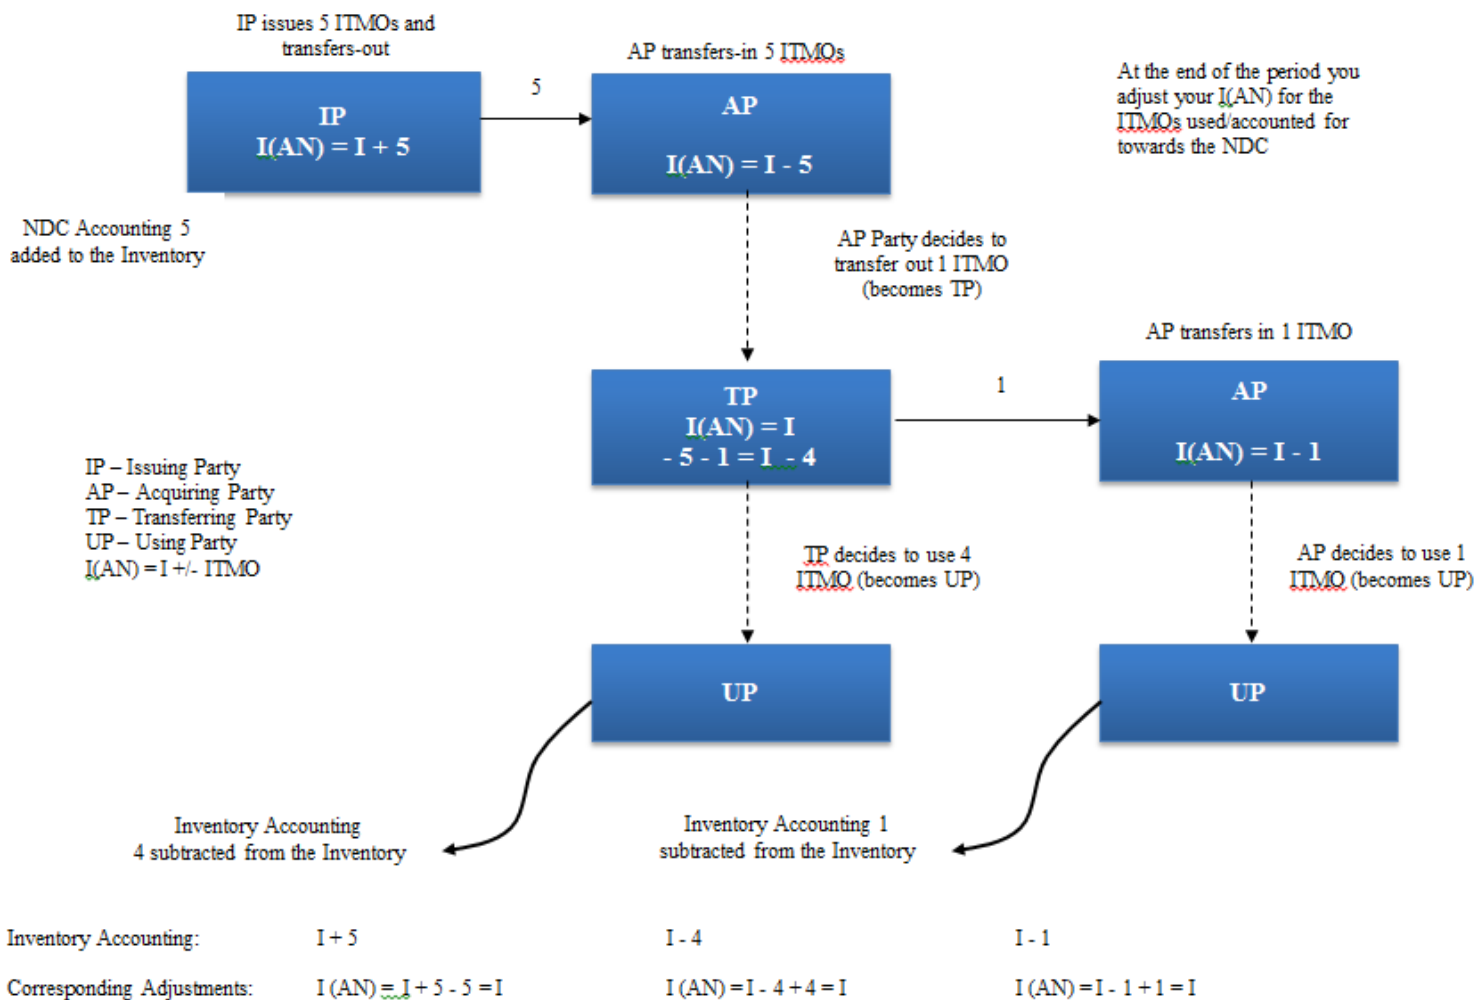 IP issues 5 ITMOs and
transfers-out
AP transfers-in 5 ITMOs
At the end of the period you
adjust your I(AN) for the
ITMOs used/accounted for
towards the NDC
IP
I(AN) = I + 5
5
AP
I(AN) = I - 5
NDC Accounting 5
added to the Inventory
AP Party decides to
transfer out 1 ITMO
(becomes TP)
AP transfers in 1 ITMO
TP
I(AN) = I
- 5 - 1 = I - 4
1
AP
I(AN) = I - 1
IP – Issuing Party
AP – Acquiring Party
TP – Transferring Party
UP – Using Party
I(AN) = I +/- ITMO
TP decides to use 4
ITMO (becomes UP)
AP decides to use 1
ITMO (becomes UP)
UP
UP
Inventory Accounting
4 subtracted from the Inventory
Inventory Accounting 1
subtracted from the Inventory
Inventory Accounting: I + 5 I - 4 I - 1
Corresponding Adjustments: I (AN) = I + 5 - 5 = I I (AN) = I - 4 + 4 = I I (AN) = I - 1 + 1 = I